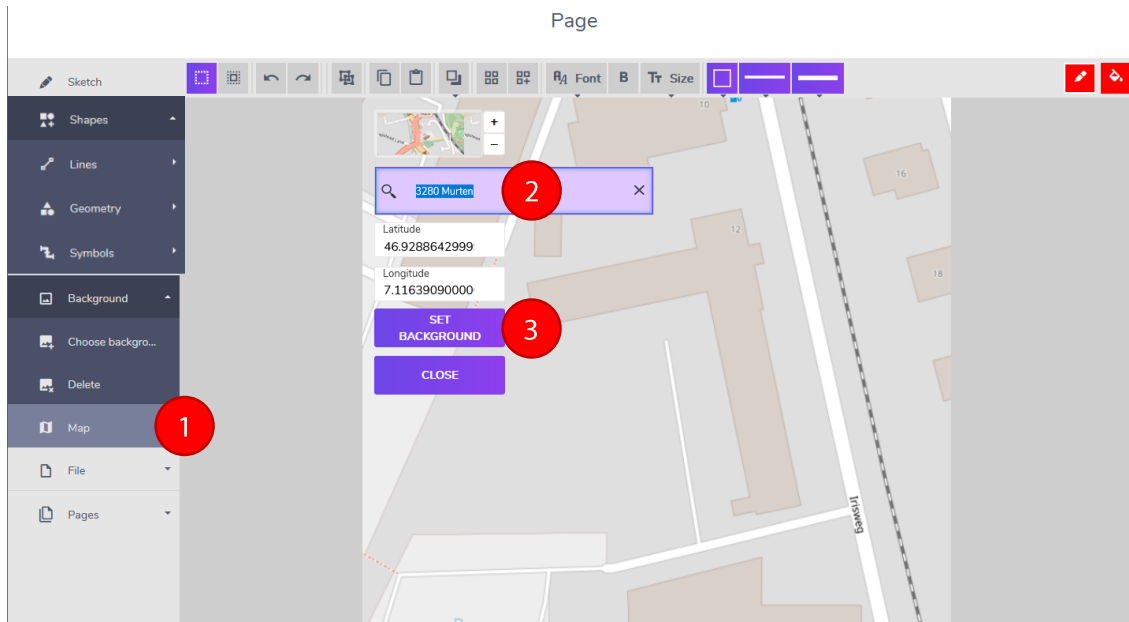 Page
Sketch
A A Font B Tт Size
Shapes
Lines
Geometry
Symbols
Background
Choose backgro...
Delete
Map
1
File
Pages
+
−
3280 Murten
2
Latitude
46.9288642999
Longitude
7.11639090000
SET
BACKGROUND
3
CLOSE
10
16
12
18
Irisweg
P